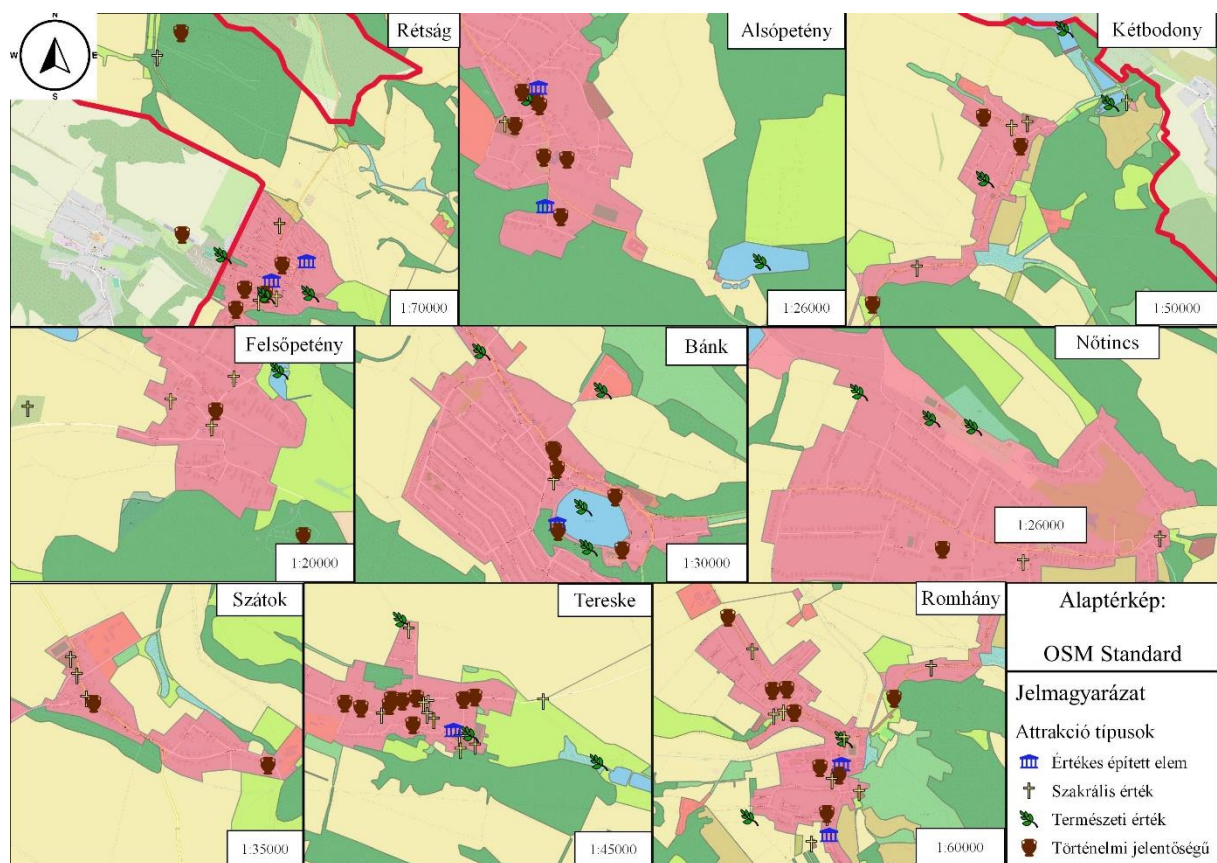 N
W
E
S
Rétság
1:70000
Alsópetény
1:26000
Kétbodony
1:50000
Felsőpetény
1:20000
Bánk
1:30000
Nőtincs
1:26000
Szátok
1:35000
Tereske
1:45000
Romhány
1:60000
Alaptérkép:
OSM Standard
Jelmagyarázat
Attrakció típusok
Értékes épített elem
Szakrális érték
Természeti érték
Történelmi jelentőségű